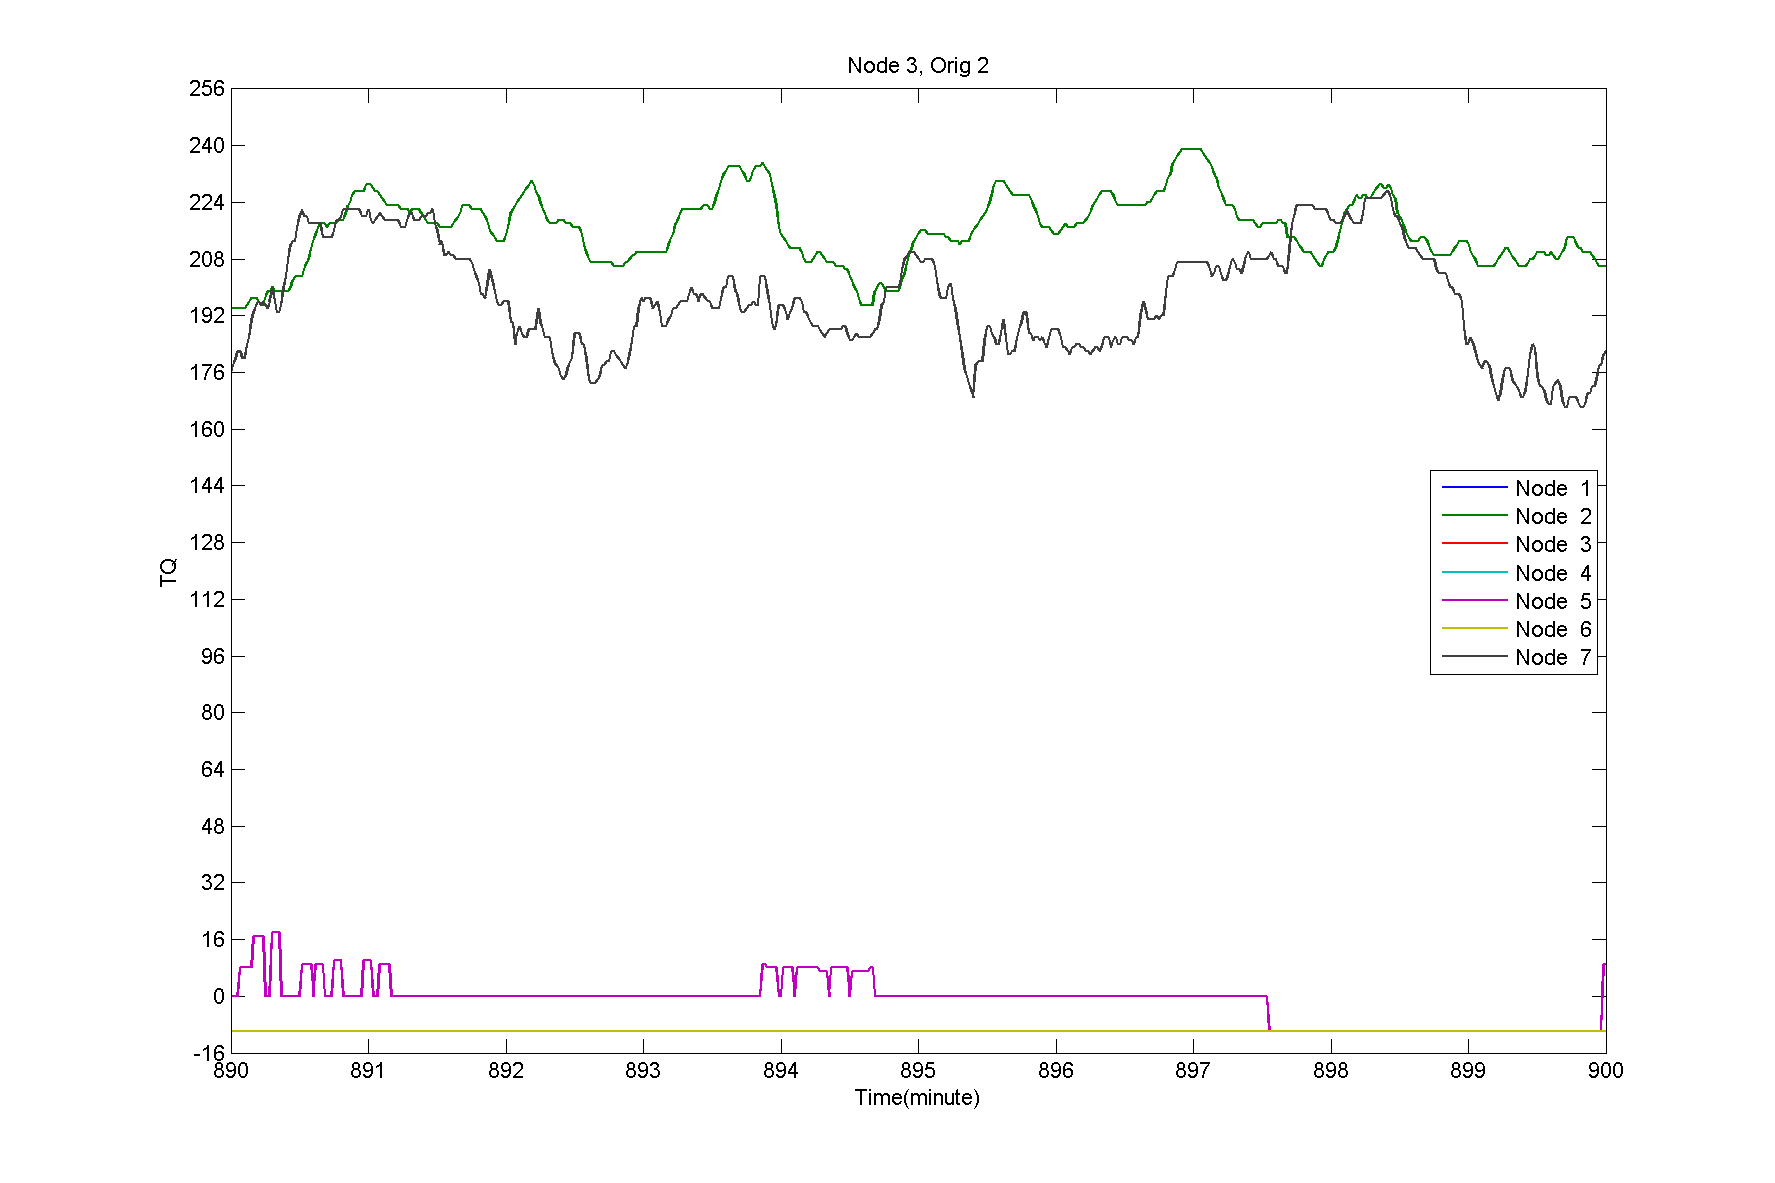 Node 3, Orig 2
256
240
224
208
192
176
160
144
128
112
96
80
64
48
32
16
0
-16
TQ
Node 1
Node 2
Node 3
Node 4
Node 5
Node 6
Node 7
890 891 892 893 894 895 896 897 898 899 900
Time(minute)